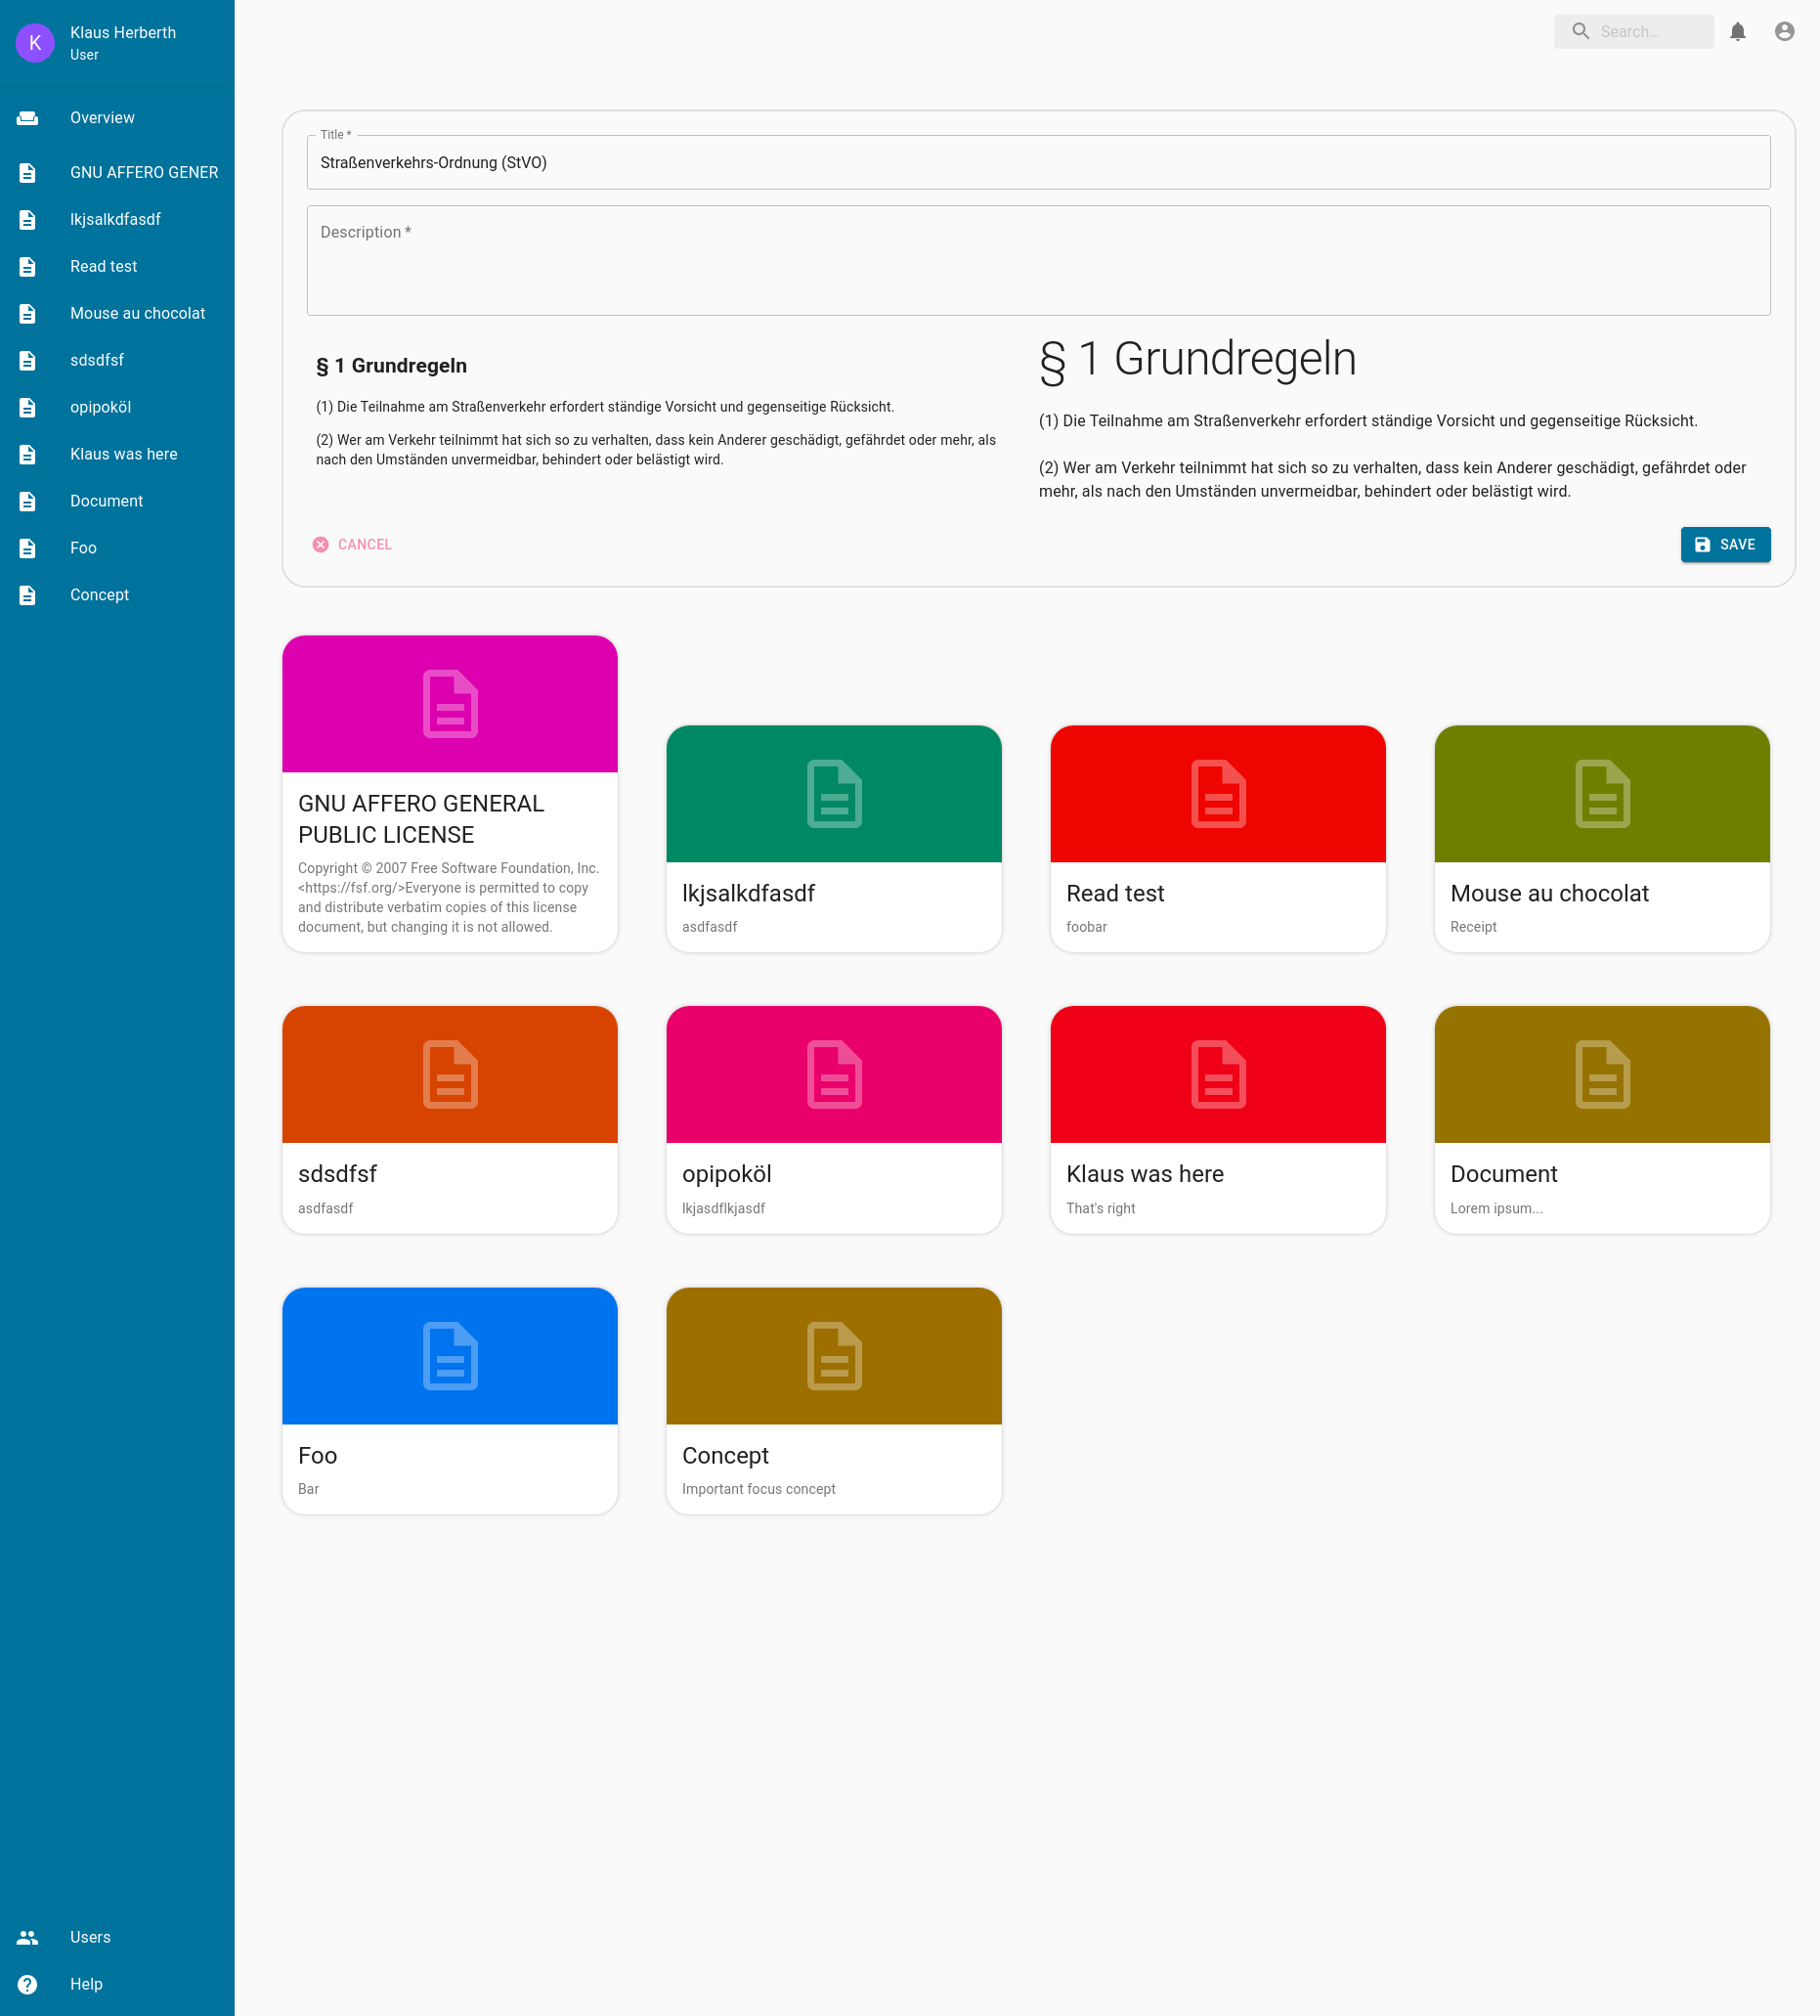 K
Klaus Herberth
User
Overview
GNU AFFERO GENER
lkjsalkdfasdf
Read test
Mouse au chocolat
sdsdfsf
opipoköl
Klaus was here
Document
Foo
Concept
Users
Help
Search...
Title *
Straßenverkehrs-Ordnung (StVO)
Description *
§ 1 Grundregeln
(1) Die Teilnahme am Straßenverkehr erfordert ständige Vorsicht und gegenseitige Rücksicht.
(2) Wer am Verkehr teilnimmt hat sich so zu verhalten, dass kein Anderer geschädigt, gefährdet oder mehr, als
nach den Umständen unvermeidbar, behindert oder belästigt wird.
§ 1 Grundregeln
(1) Die Teilnahme am Straßenverkehr erfordert ständige Vorsicht und gegenseitige Rücksicht.
(2) Wer am Verkehr teilnimmt hat sich so zu verhalten, dass kein Anderer geschädigt, gefährdet oder
mehr, als nach den Umständen unvermeidbar, behindert oder belästigt wird.
CANCEL
SAVE
GNU AFFERO GENERAL
PUBLIC LICENSE
Copyright © 2007 Free Software Foundation, Inc.
<https://fsf.org/>Everyone is permitted to copy
and distribute verbatim copies of this license
document, but changing it is not allowed.
lkjsalkdfasdf
asdfasdf
Read test
foobar
Mouse au chocolat
Receipt
sdsdfsf
asdfasdf
opipoköl
lkjasdflkjasdf
Klaus was here
That's right
Document
Lorem ipsum...
Foo
Bar
Concept
Important focus concept